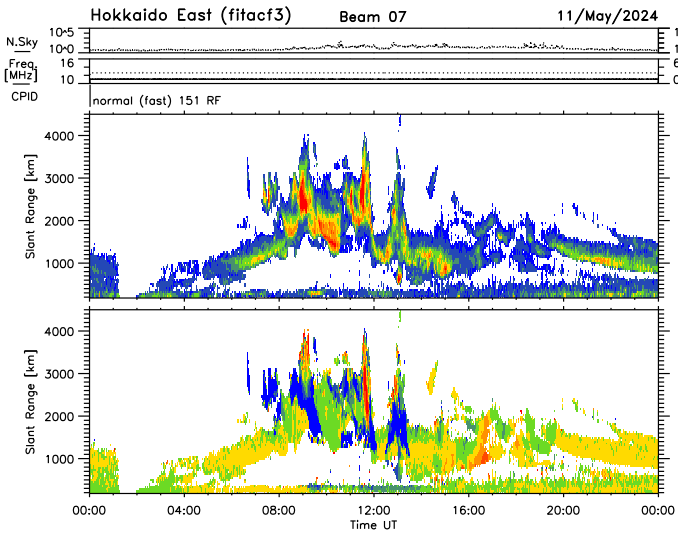 Hokkaido East (fitacf3) Beam 07 11/May/2024
N.Sky 10^5 10^0
Freq. [MHz] 16 10
CPID normal (fast) 151 RF
Slant Range [km] 4000 3000 2000 1000
Slant Range [km] 4000 3000 2000 1000
00:00 04:00 08:00 12:00 16:00 20:00 00:00
Time UT